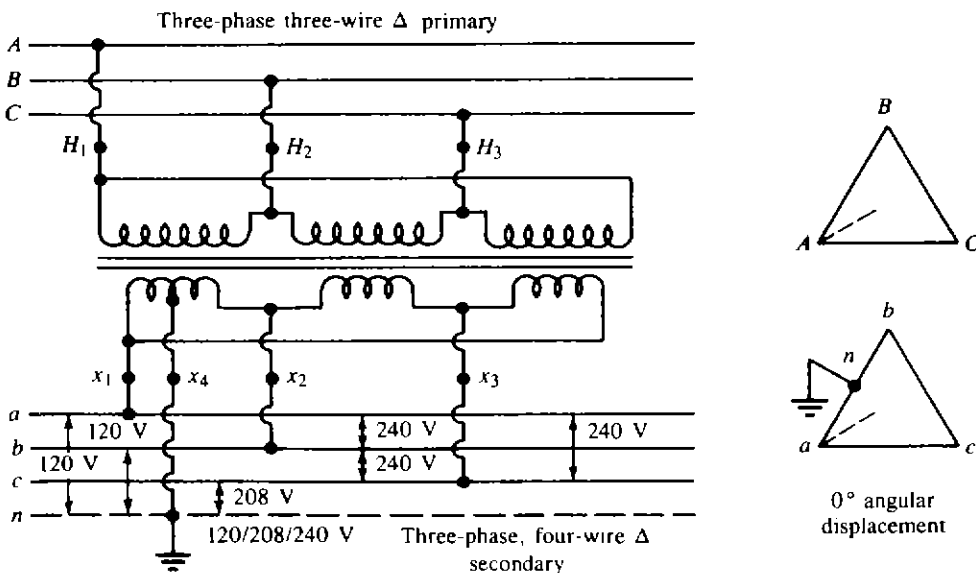 Three-phase three-wire Δ primary
A
B
C
H₁
H₂
H₃
x₁
x₄
x₂
x₃
a
120 V
240 V
240 V
b
120 V
240 V
c
208 V
n
120/208/240 V
Three-phase, four-wire Δ
secondary
B
A
C
b
n
a
c
0° angular
displacement